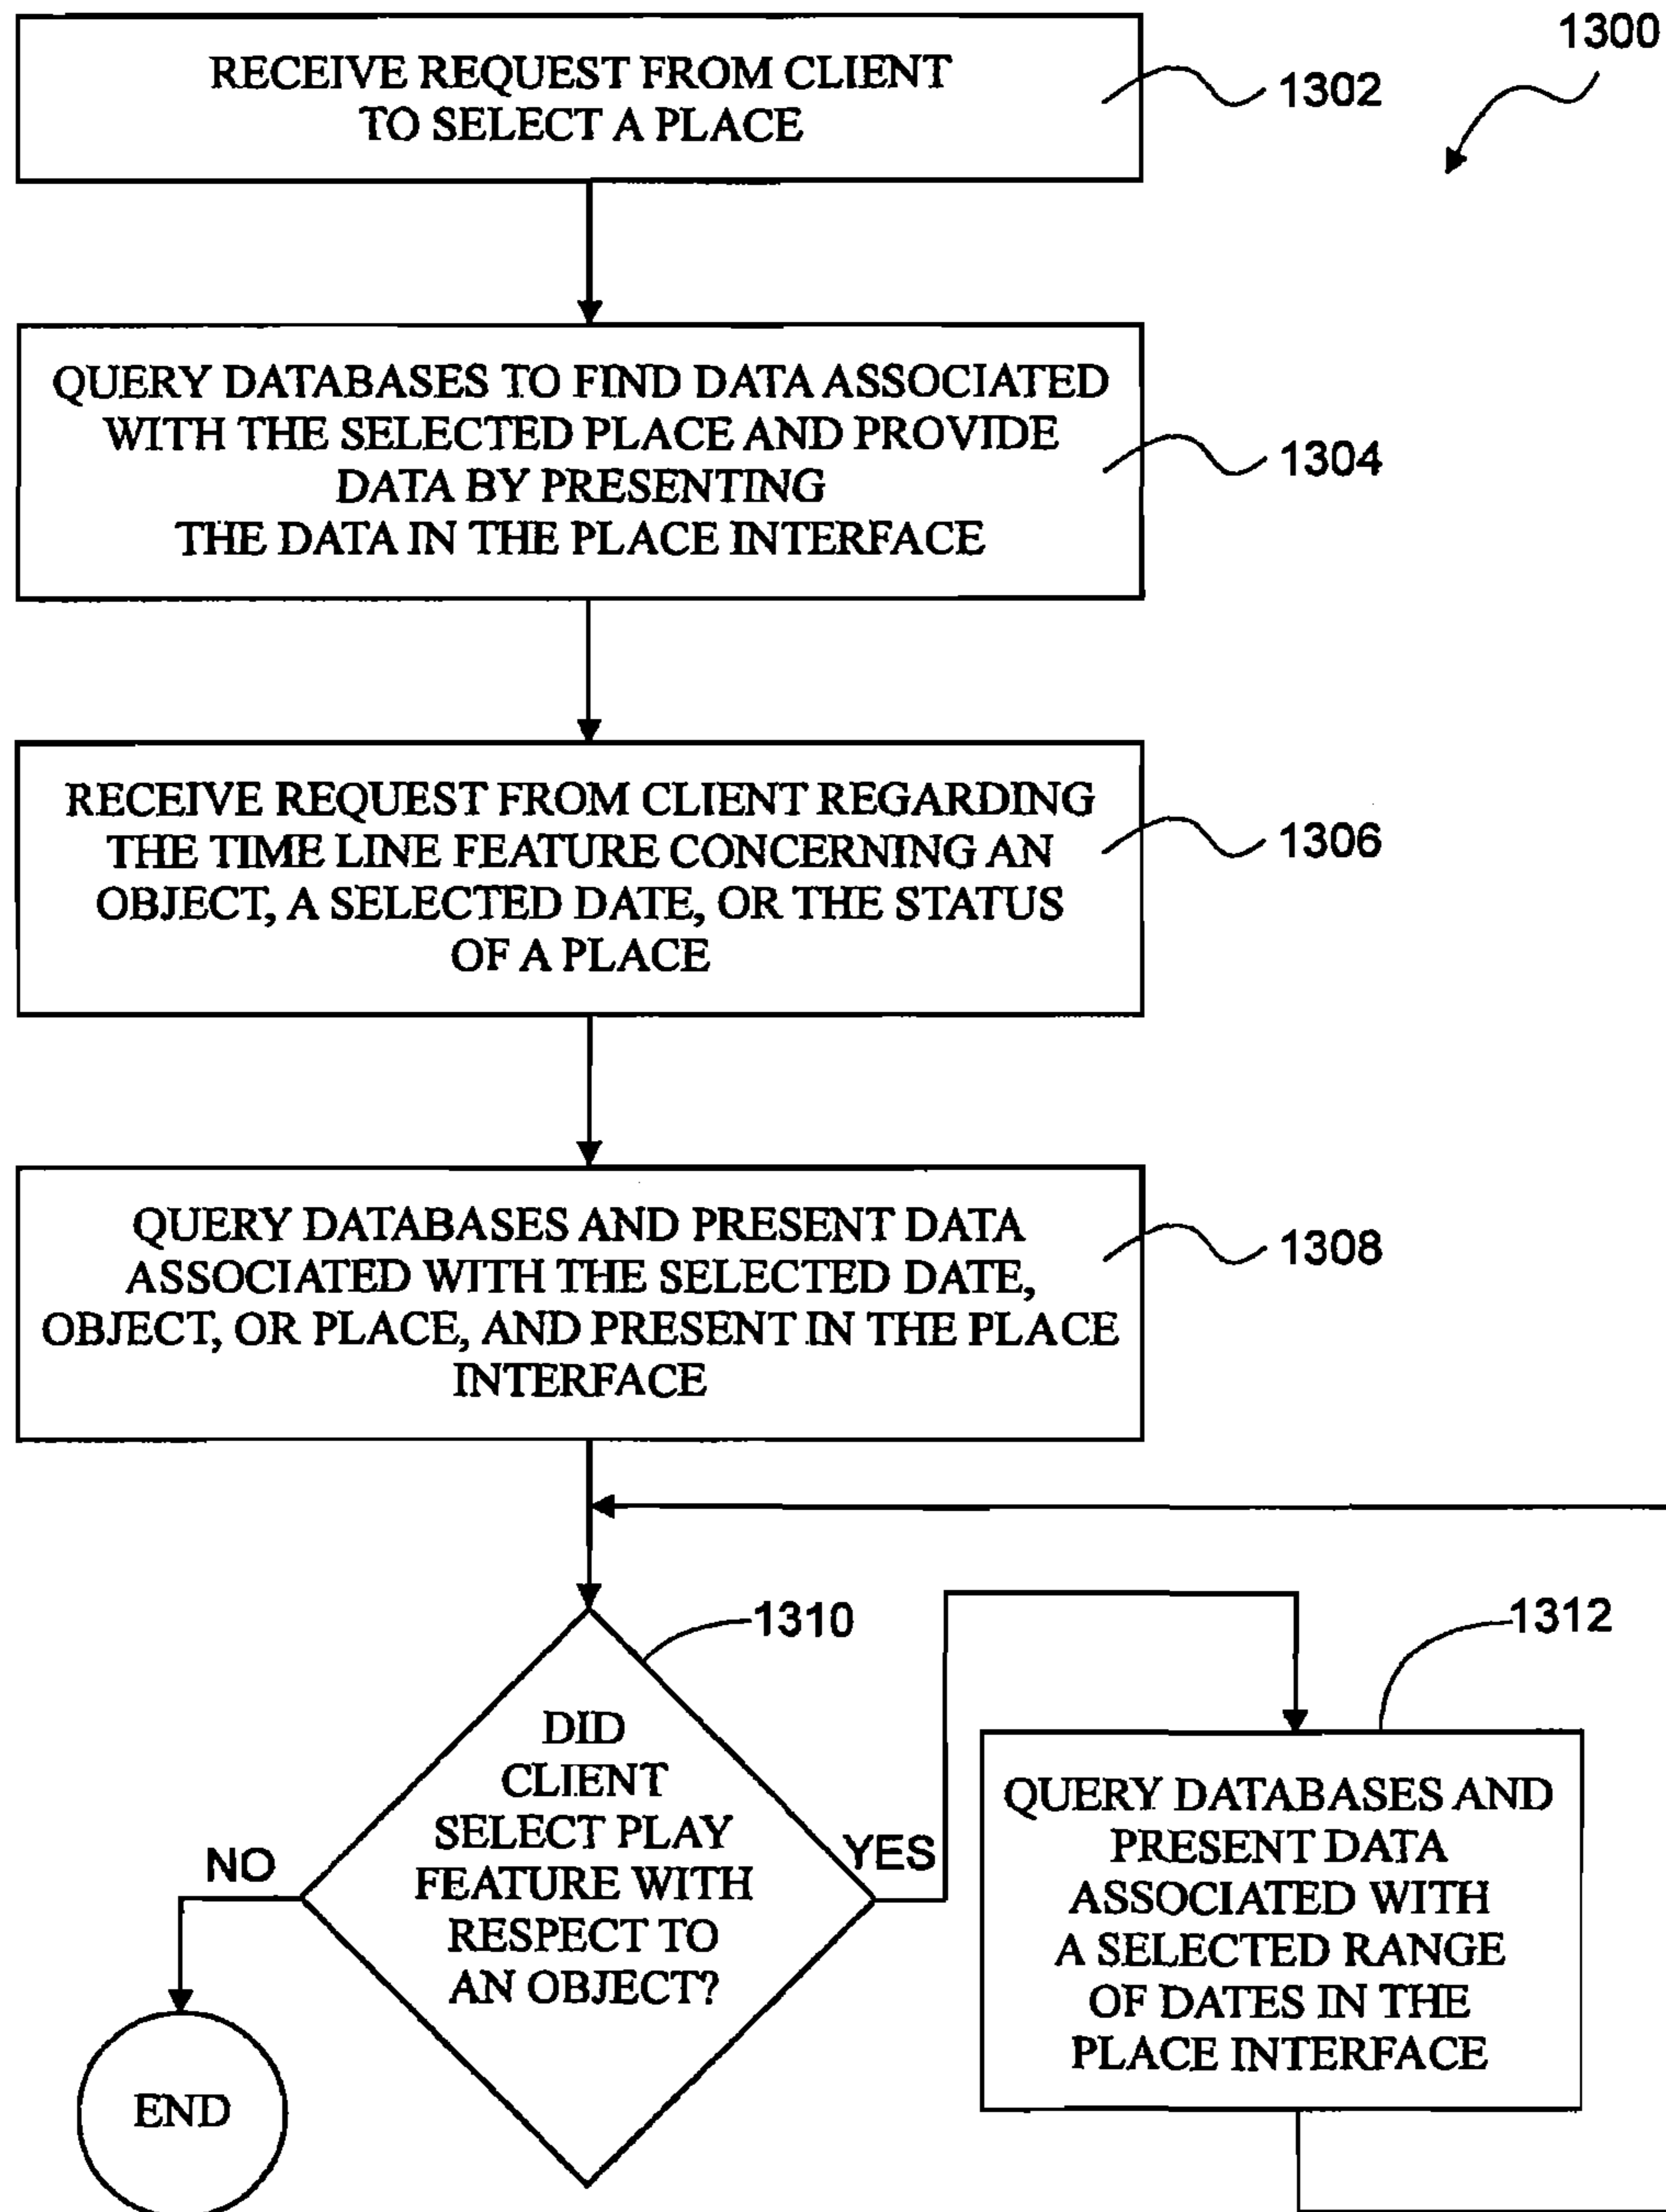 1300
RECEIVE REQUEST FROM CLIENT
TO SELECT A PLACE
1302
QUERY DATABASES TO FIND DATA ASSOCIATED
WITH THE SELECTED PLACE AND PROVIDE
DATA BY PRESENTING
THE DATA IN THE PLACE INTERFACE
1304
RECEIVE REQUEST FROM CLIENT REGARDING
THE TIME LINE FEATURE CONCERNING AN
OBJECT, A SELECTED DATE, OR THE STATUS
OF A PLACE
1306
QUERY DATABASES AND PRESENT DATA
ASSOCIATED WITH THE SELECTED DATE,
OBJECT, OR PLACE, AND PRESENT IN THE PLACE
INTERFACE
1308
1310
DID
CLIENT
SELECT PLAY
FEATURE WITH
RESPECT TO
AN OBJECT?
NO
YES
END
1312
QUERY DATABASES AND
PRESENT DATA
ASSOCIATED WITH
A SELECTED RANGE
OF DATES IN THE
PLACE INTERFACE